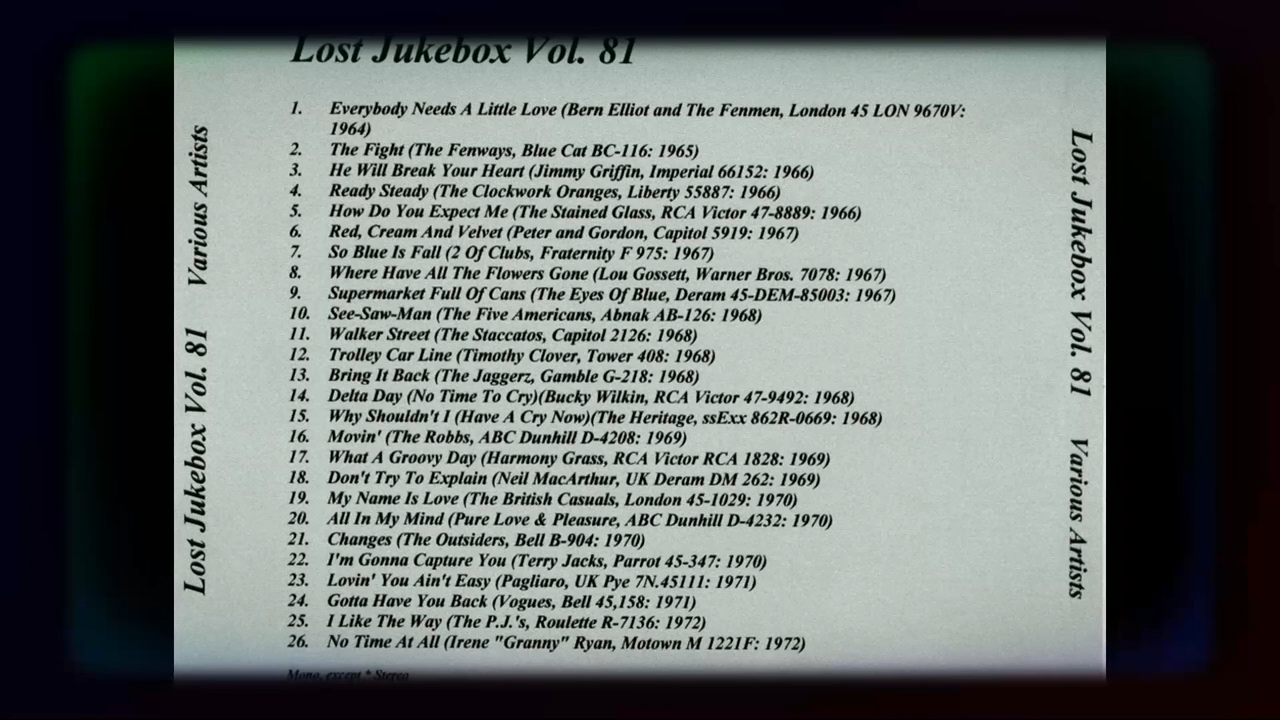 Lost Jukebox Vol. 81
1. Everybody Needs A Little Love (Bern Elliot and The Fenmen, London 45 LON 9670V:
1964)
2. The Fight (The Fenways, Blue Cat BC-116: 1965)
3. He Will Break Your Heart (Jimmy Griffin, Imperial 66152: 1966)
4. Ready Steady (The Clockwork Oranges, Liberty 55887: 1966)
5. How Do You Expect Me (The Stained Glass, RCA Victor 47-8889: 1966)
6. Red, Cream And Velvet (Peter and Gordon, Capitol 5919: 1967)
7. So Blue Is Fall (2 Of Clubs, Fraternity F 975: 1967)
8. Where Have All The Flowers Gone (Lou Gossett, Warner Bros. 7078: 1967)
9. Supermarket Full Of Cans (The Eyes Of Blue, Deram 45-DEM-85003: 1967)
10. See-Saw-Man (The Five Americans, Abnak AB-126: 1968)
11. Walker Street (The Staccatos, Capitol 2126: 1968)
12. Trolley Car Line (Timothy Clover, Tower 408: 1968)
13. Bring It Back (The Jaggerz, Gamble G-218: 1968)
14. Delta Day (No Time To Cry)(Bucky Wilkin, RCA Victor 47-9492: 1968)
15. Why Shouldn't I (Have A Cry Now)(The Heritage, ssExx 862R-0669: 1968)
16. Movin' (The Robbs, ABC Dunhill D-4208: 1969)
17. What A Groovy Day (Harmony Grass, RCA Victor RCA 1828: 1969)
18. Don't Try To Explain (Neil MacArthur, UK Deram DM 262: 1969)
19. My Name Is Love (The British Casuals, London 45-1029: 1970)
20. All In My Mind (Pure Love & Pleasure, ABC Dunhill D-4232: 1970)
21. Changes (The Outsiders, Bell B-904: 1970)
22. I'm Gonna Capture You (Terry Jacks, Parrot 45-347: 1970)
23. Lovin' You Ain't Easy (Pagliaro, UK Pye 7N.45111: 1971)
24. Gotta Have You Back (Vogues, Bell 45,158: 1971)
25. I Like The Way (The P.J.'s, Roulette R-7136: 1972)
26. No Time At All (Irene "Granny" Ryan, Motown M 1221F: 1972)
Mono, except * Stereo
Lost Jukebox Vol. 81 Various Artists
Lost Jukebox Vol. 81 Various Artists